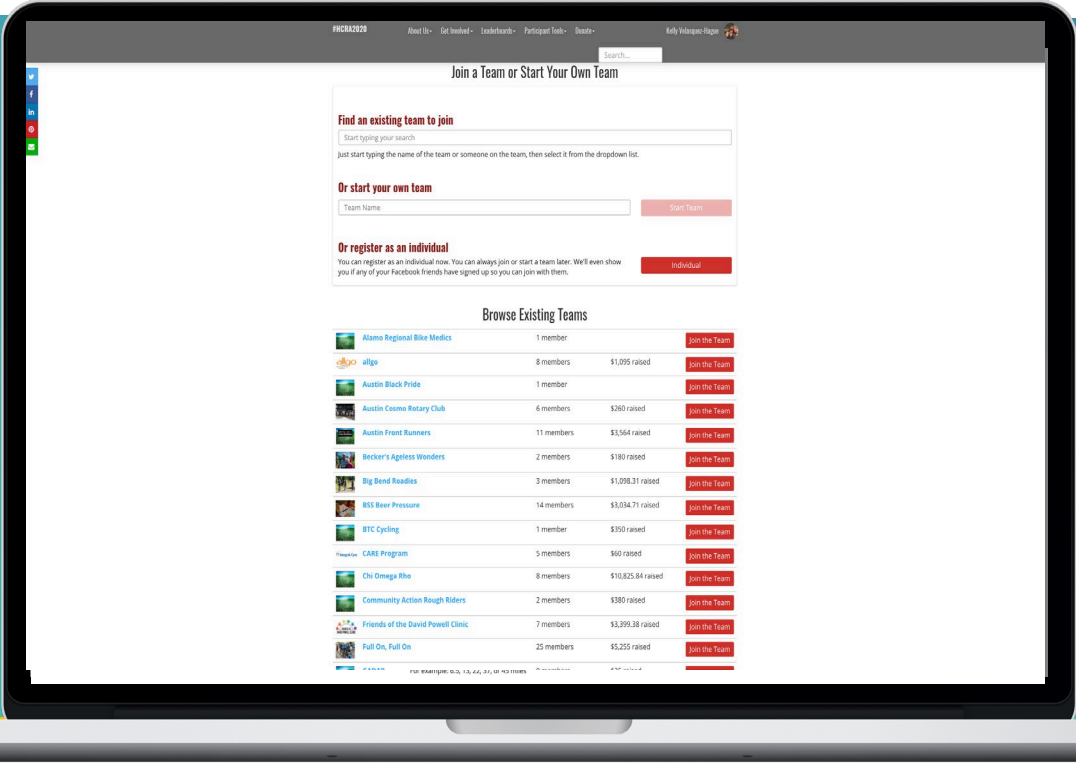 #HCRA2020 About Us Get Involved Leaderboards Participant Tools Donate Kelly Velasquez-Hague
Search...
Join a Team or Start Your Own Team
Find an existing team to join
Start typing your search
Just start typing the name of the team or someone on the team, then select it from the dropdown list.
Or start your own team
Team Name Start Team
Or register as an individual
You can register as an individual now. You can always join or start a team later. We'll even show
you if any of your Facebook friends have signed up so you can join with them.
Individual
Browse Existing Teams
Alamo Regional Bike Medics 1 member Join the Team
allgo allgo 8 members $1,095 raised Join the Team
Austin Black Pride 1 member Join the Team
Austin Cosmo Rotary Club 6 members $260 raised Join the Team
Austin Front Runners 11 members $3,564 raised Join the Team
Becker's Ageless Wonders 2 members $180 raised Join the Team
Big Bend Roadies 3 members $1,098.31 raised Join the Team
BSS Beer Pressure 14 members $3,034.71 raised Join the Team
BTC Cycling 1 member $350 raised Join the Team
CARE Program 5 members $60 raised Join the Team
Chi Omega Rho 8 members $10,825.84 raised Join the Team
Community Action Rough Riders 2 members $380 raised Join the Team
Friends of the David Powell Clinic 7 members $3,399.38 raised Join the Team
Full On, Full On 25 members $5,255 raised Join the Team
For example: 6.5, 13, 22, 37, or 45 miles